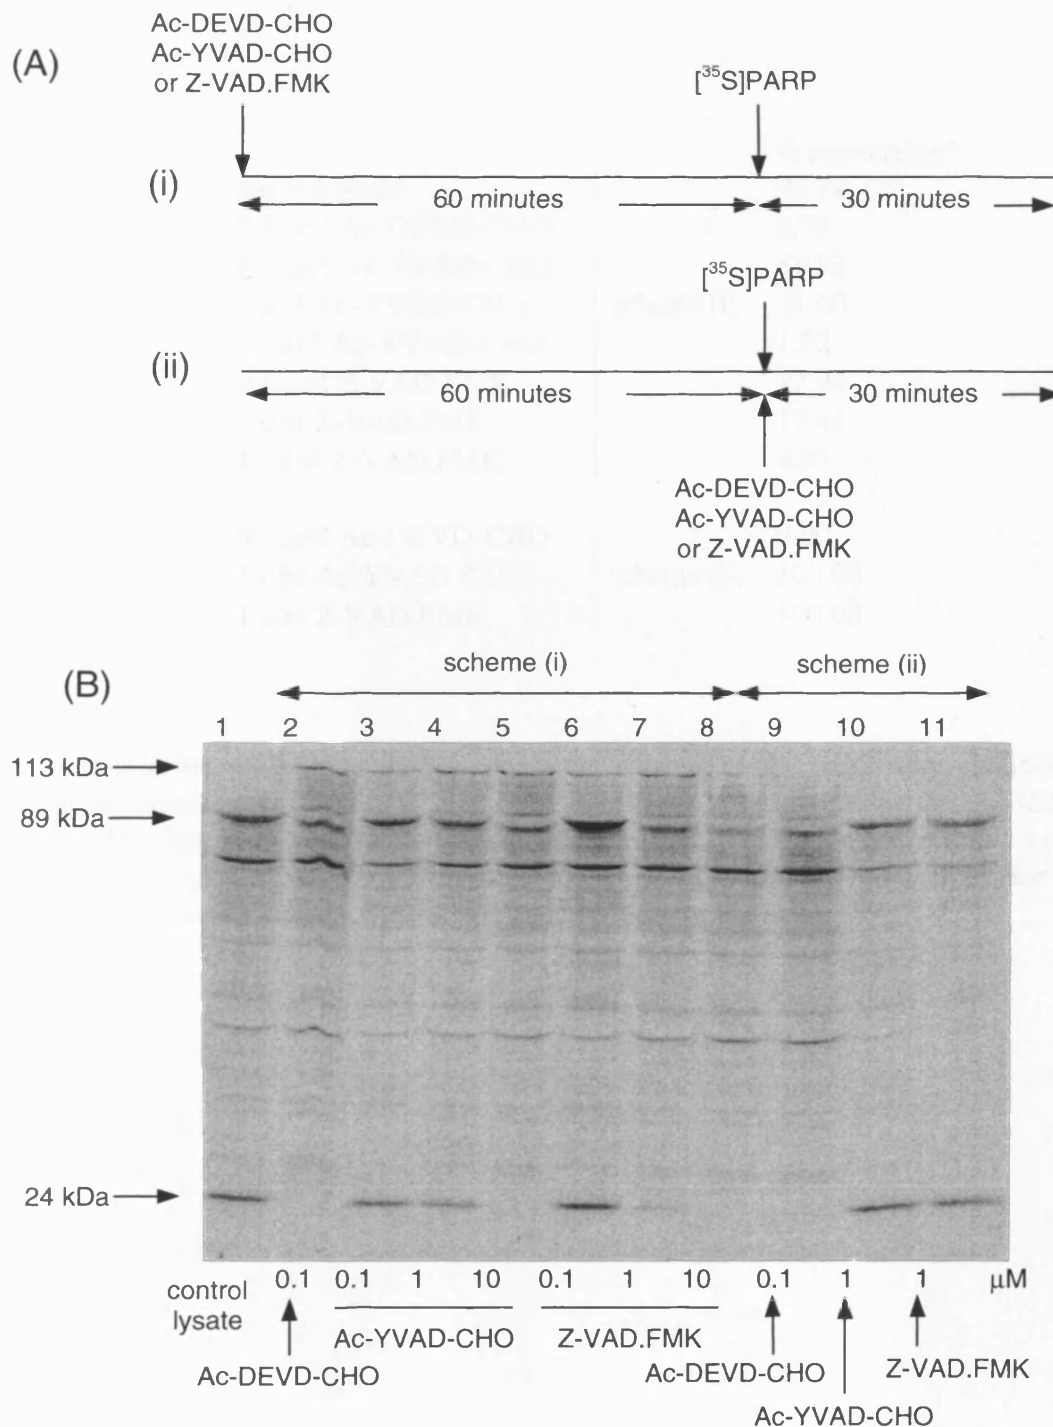 Ac-DEVD-CHO
Ac-YVAD-CHO
or Z-VAD.FMK
(A)
[³⁵S]PARP
(i)
60 minutes
30 minutes
[³⁵S]PARP
(ii)
60 minutes
30 minutes
Ac-DEVD-CHO
Ac-YVAD-CHO
or Z-VAD.FMK
(B)
scheme (i)
scheme (ii)
1 2 3 4 5 6 7 8 9 10 11
113 kDa
89 kDa
24 kDa
control lysate
0.1 0.1 1 10 0.1 1 10 0.1 1 1 µM
Ac-YVAD-CHO
Z-VAD.FMK
Ac-DEVD-CHO
Ac-DEVD-CHO
Z-VAD.FMK
Ac-YVAD-CHO